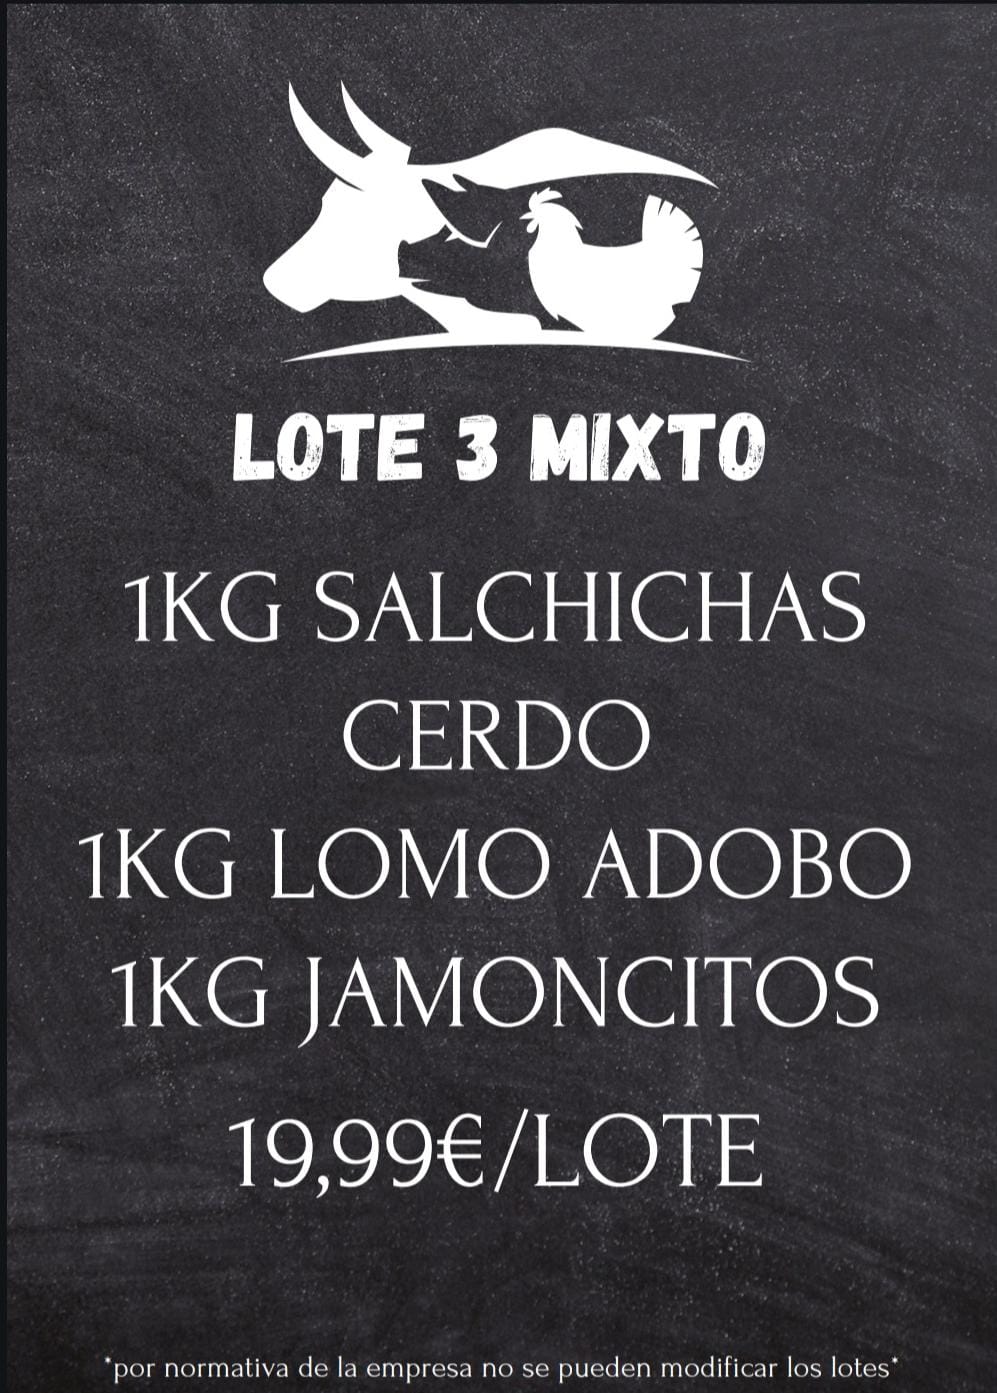 LOTE 3 MIXTO
1KG SALCHICHAS
CERDO
1KG LOMO ADOBO
1KG JAMONCITOS
19,99€/LOTE
*por normativa de la empresa no se pueden modificar los lotes*